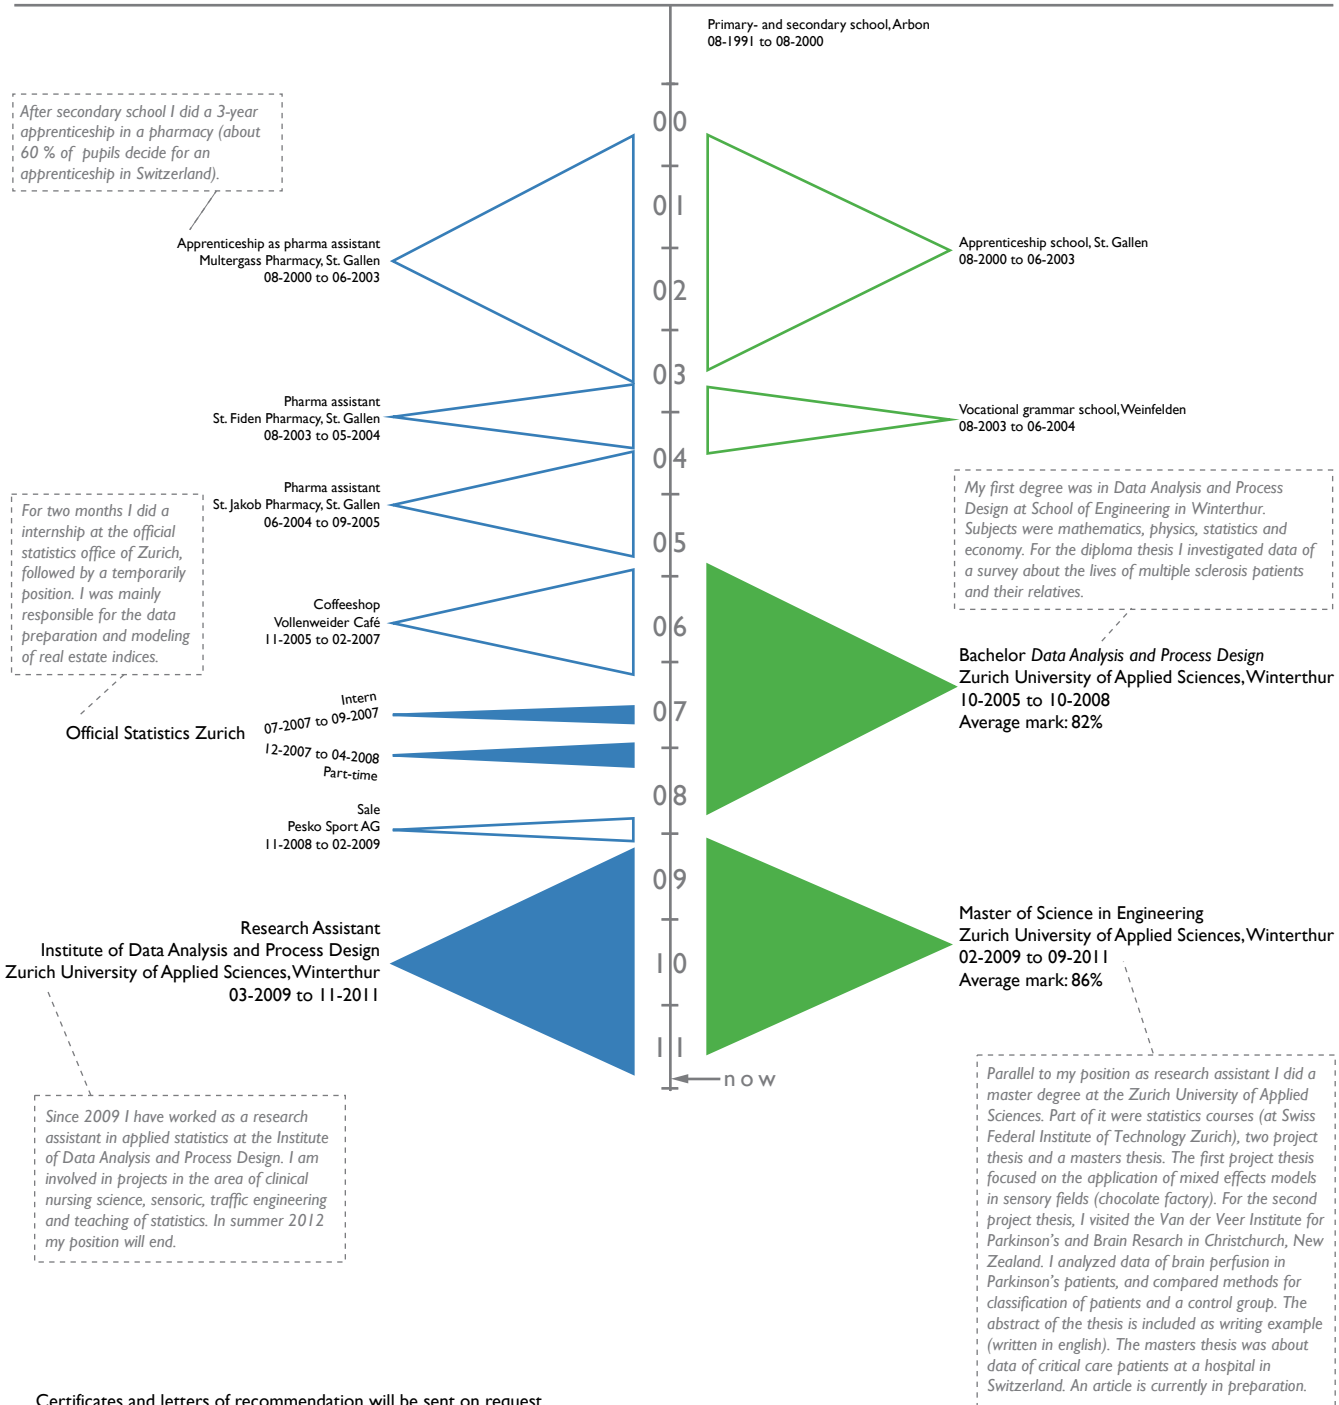 Primary- and secondary school, Arbon
08-1991 to 08-2000
After secondary school I did a 3-year
apprenticeship in a pharmacy (about
60 % of pupils decide for an
apprenticeship in Switzerland).
00
01
Apprenticeship as pharma assistant
Multergass Pharmacy, St. Gallen
08-2000 to 06-2003
Apprenticeship school, St. Gallen
08-2000 to 06-2003
02
03
Pharma assistant
St. Fiden Pharmacy, St. Gallen
08-2003 to 05-2004
Vocational grammar school, Weinfelden
08-2003 to 06-2004
04
Pharma assistant
St. Jakob Pharmacy, St. Gallen
06-2004 to 09-2005
For two months I did a
internship at the official
statistics office of Zurich,
followed by a temporarily
position. I was mainly
responsible for the data
preparation and modeling
of real estate indices.
My first degree was in Data Analysis and Process
Design at School of Engineering in Winterthur.
Subjects were mathematics, physics, statistics and
economy. For the diploma thesis I investigated data of
a survey about the lives of multiple sclerosis patients
and their relatives.
05
Coffeeshop
Vollenweider Café
11-2005 to 02-2007
06
Bachelor Data Analysis and Process Design
Zurich University of Applied Sciences, Winterthur
10-2005 to 10-2008
Average mark: 82%
07
Official Statistics Zurich
Intern
07-2007 to 09-2007
12-2007 to 04-2008
Part-time
08
Sale
Pesko Sport AG
11-2008 to 02-2009
09
Research Assistant
Institute of Data Analysis and Process Design
Zurich University of Applied Sciences, Winterthur
03-2009 to 11-2011
Master of Science in Engineering
Zurich University of Applied Sciences, Winterthur
02-2009 to 09-2011
Average mark: 86%
10
11
now
Since 2009 I have worked as a research
assistant in applied statistics at the Institute
of Data Analysis and Process Design. I am
involved in projects in the area of clinical
nursing science, sensoric, traffic engineering
and teaching of statistics. In summer 2012
my position will end.
Parallel to my position as research assistant I did a
master degree at the Zurich University of Applied
Sciences. Part of it were statistics courses (at Swiss
Federal Institute of Technology Zurich), two project
thesis and a masters thesis. The first project thesis
focused on the application of mixed effects models
in sensory fields (chocolate factory). For the second
project thesis, I visited the Van der Veer Institute for
Parkinson's and Brain Resarch in Christchurch, New
Zealand. I analyzed data of brain perfusion in
Parkinson's patients, and compared methods for
classification of patients and a control group. The
abstract of the thesis is included as writing example
(written in english). The masters thesis was about
data of critical care patients at a hospital in
Switzerland. An article is currently in preparation.
Certificates and letters of recommendation will be sent on request